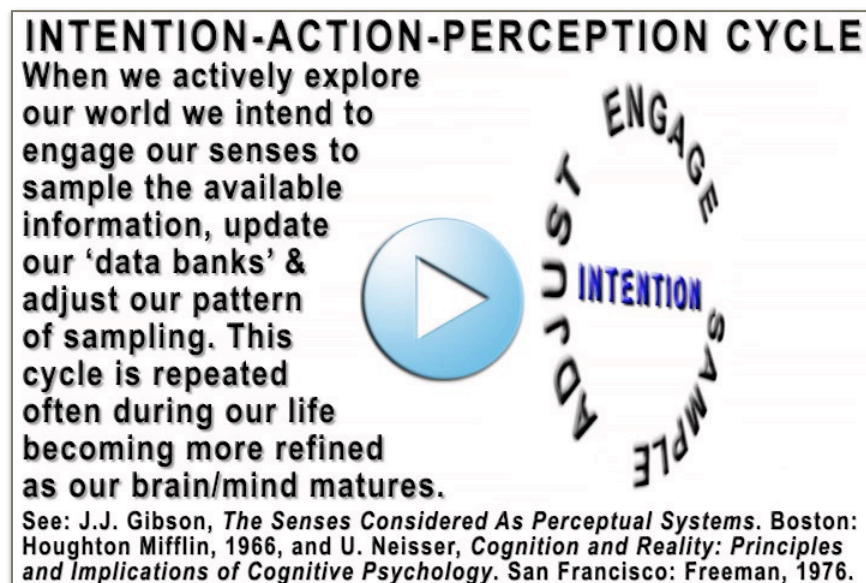 INTENTION-ACTION-PERCEPTION CYCLE
When we actively explore
our world we intend to
engage our senses to
sample the available
information, update
our ‘data banks’ &
adjust our pattern
of sampling. This
cycle is repeated
often during our life
becoming more refined
as our brain/mind matures.
ENGAGE
SAMPLE
ADJUST
INTENTION
See: J.J. Gibson, The Senses Considered As Perceptual Systems. Boston:
Houghton Mifflin, 1966, and U. Neisser, Cognition and Reality: Principles
and Implications of Cognitive Psychology. San Francisco: Freeman, 1976.